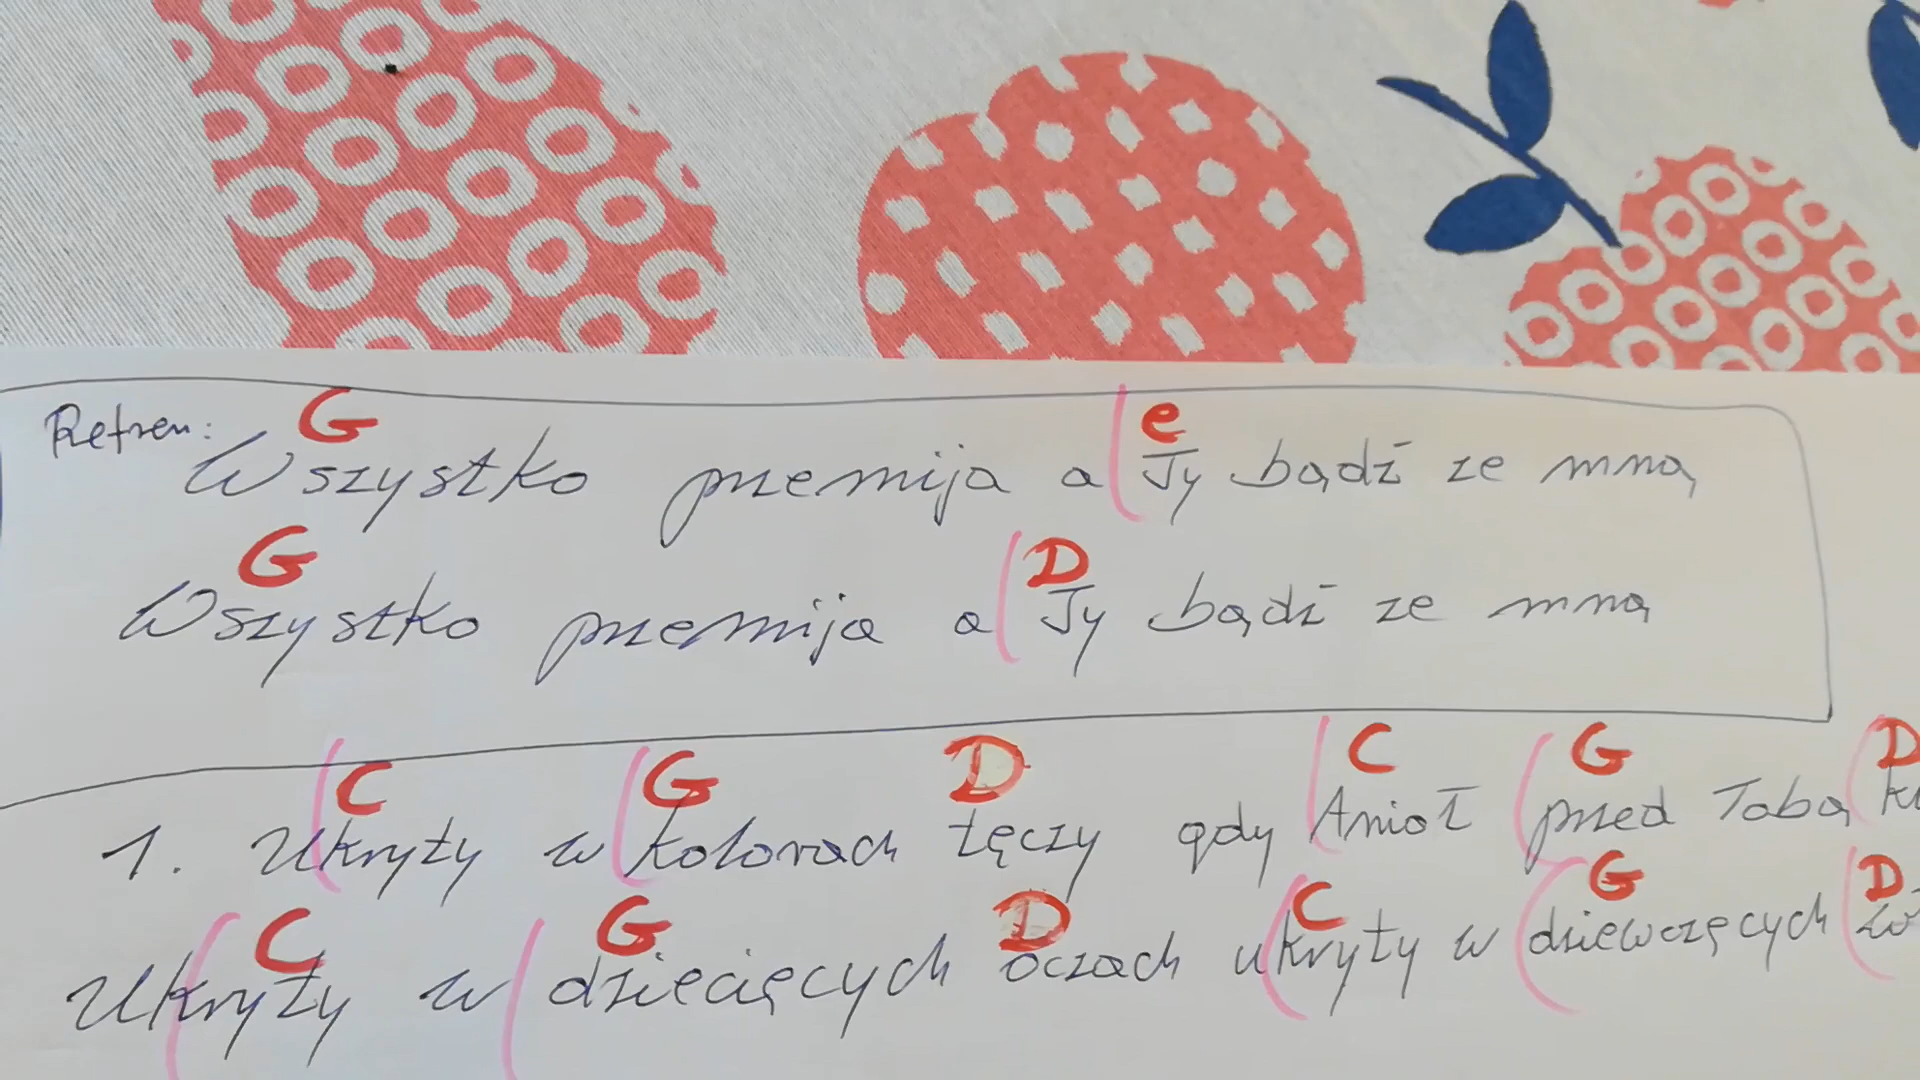 G e
Refren: Wszystko przemija a Ty bądź ze mną
G D
Wszystko przemija a Ty bądź ze mną
C G D C G D
1. Ukryty w kolorach tęczy gdy Anioł przed Tobą
C G D C G D
Ukryty w dziecięcych oczach ukryty w dziewczęcych